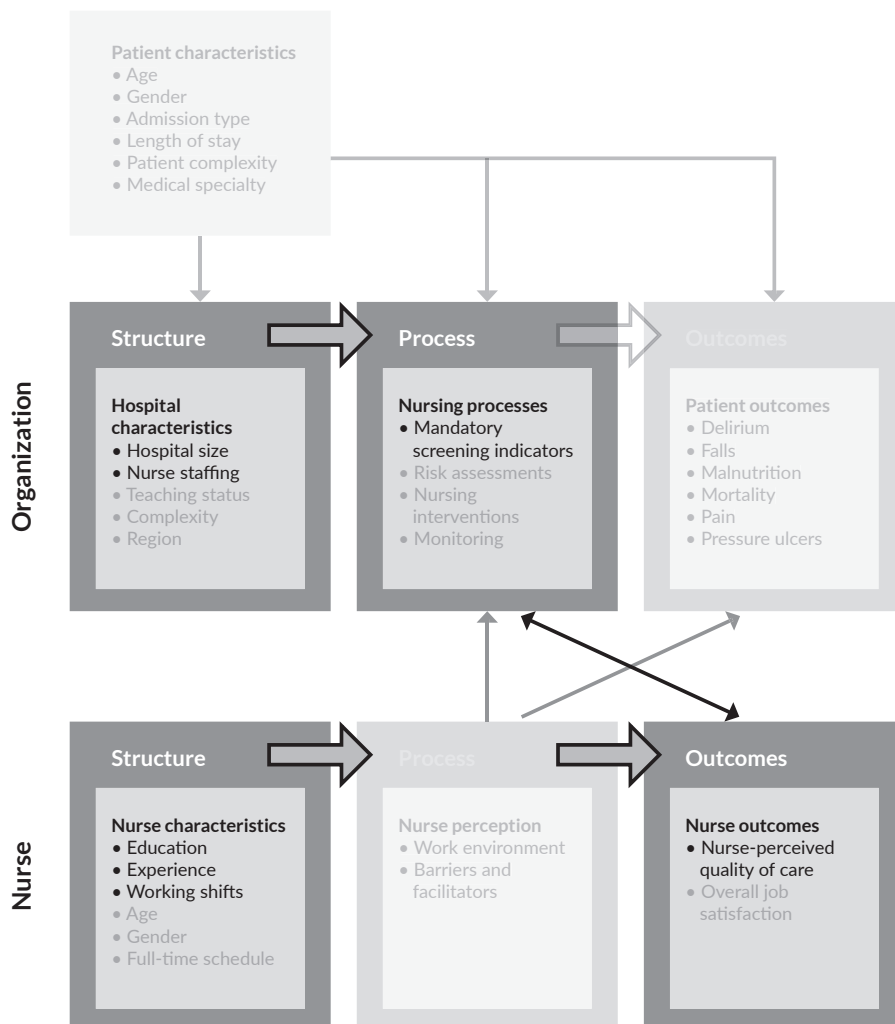 Patient characteristics
• Age
• Gender
• Admission type
• Length of stay
• Patient complexity
• Medical specialty
Organization
Structure
Hospital
characteristics
• Hospital size
• Nurse staffing
• Teaching status
• Complexity
• Region
Process
Nursing processes
• Mandatory
screening indicators
• Risk assessments
• Nursing
interventions
• Monitoring
Outcomes
Patient outcomes
• Delirium
• Falls
• Malnutrition
• Mortality
• Pain
• Pressure ulcers
Nurse
Structure
Nurse characteristics
• Education
• Experience
• Working shifts
• Age
• Gender
• Full-time schedule
Process
Nurse perception
• Work environment
• Barriers and
facilitators
Outcomes
Nurse outcomes
• Nurse-perceived
quality of care
• Overall job
satisfaction